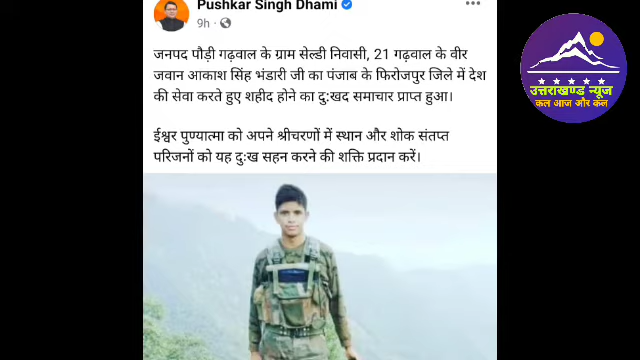 Pushkar Singh Dhami
9h
जनपद पौड़ी गढ़वाल के ग्राम सेल्डी निवासी, 21 गढ़वाल के वीर
जवान आकाश सिंह भंडारी जी का पंजाब के फिरोजपुर जिले में देश
की सेवा करते हुए शहीद होने का दु:खद समाचार प्राप्त हुआ।
ईश्वर पुण्यात्मा को अपने श्रीचरणों में स्थान और शोक संतप्त
परिजनों को यह दुःख सहन करने की शक्ति प्रदान करें।
उत्तराखण्ड न्यूज
कल आज और कल